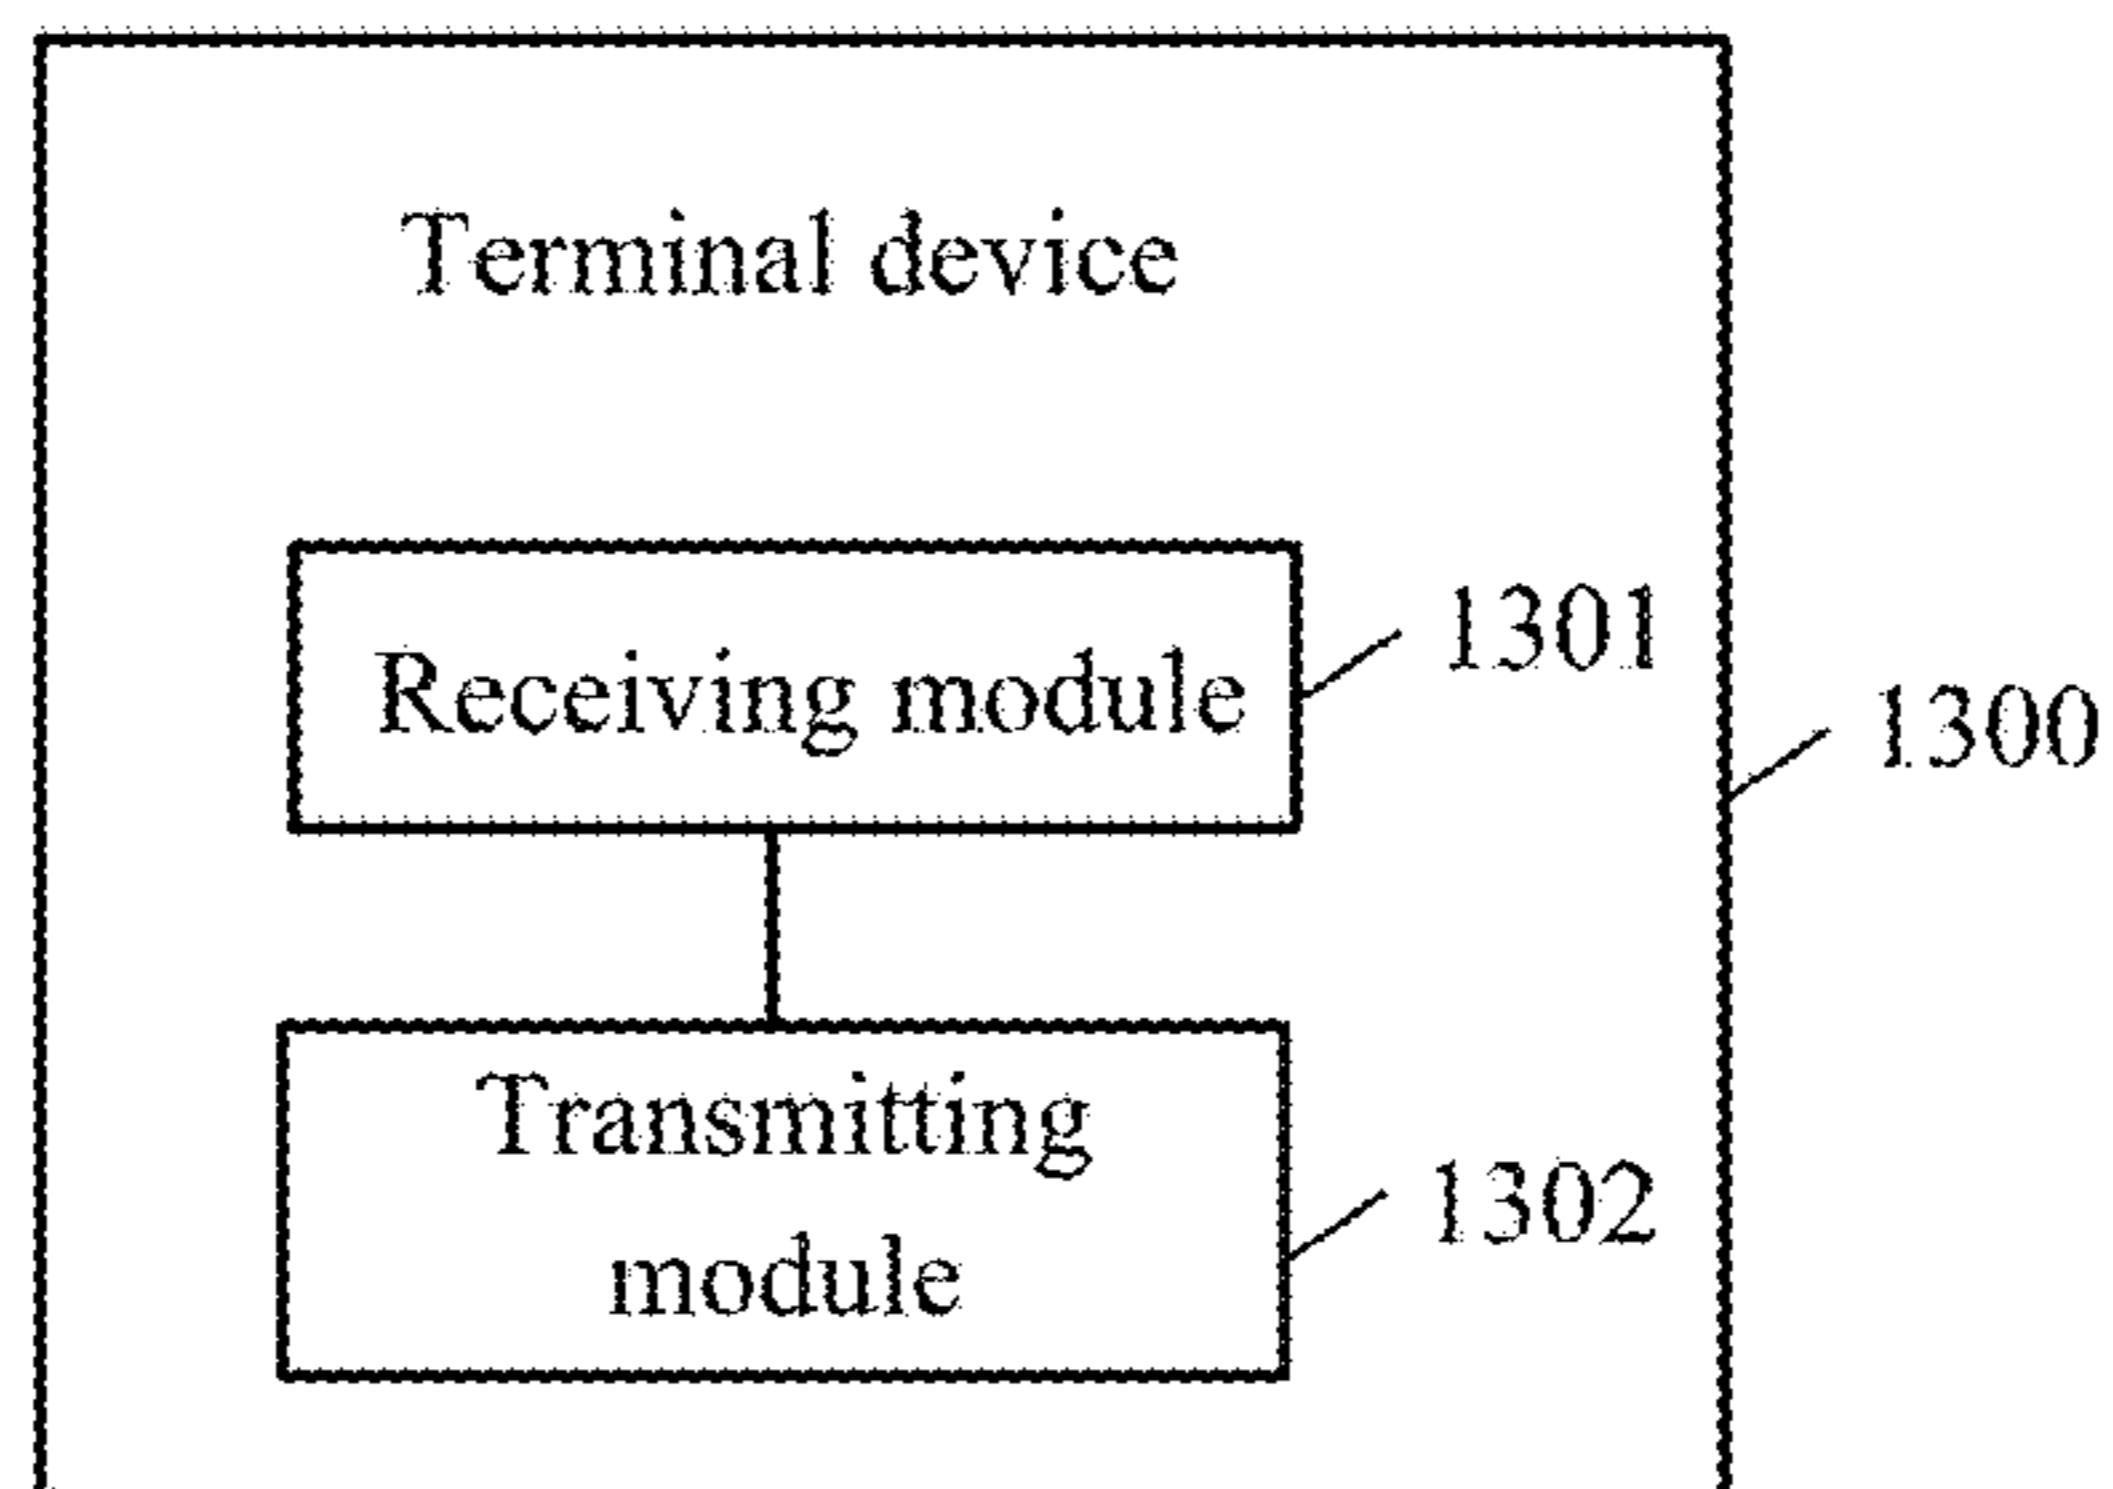 Terminal device
Receiving module
1301
1300
Transmitting
module
1302